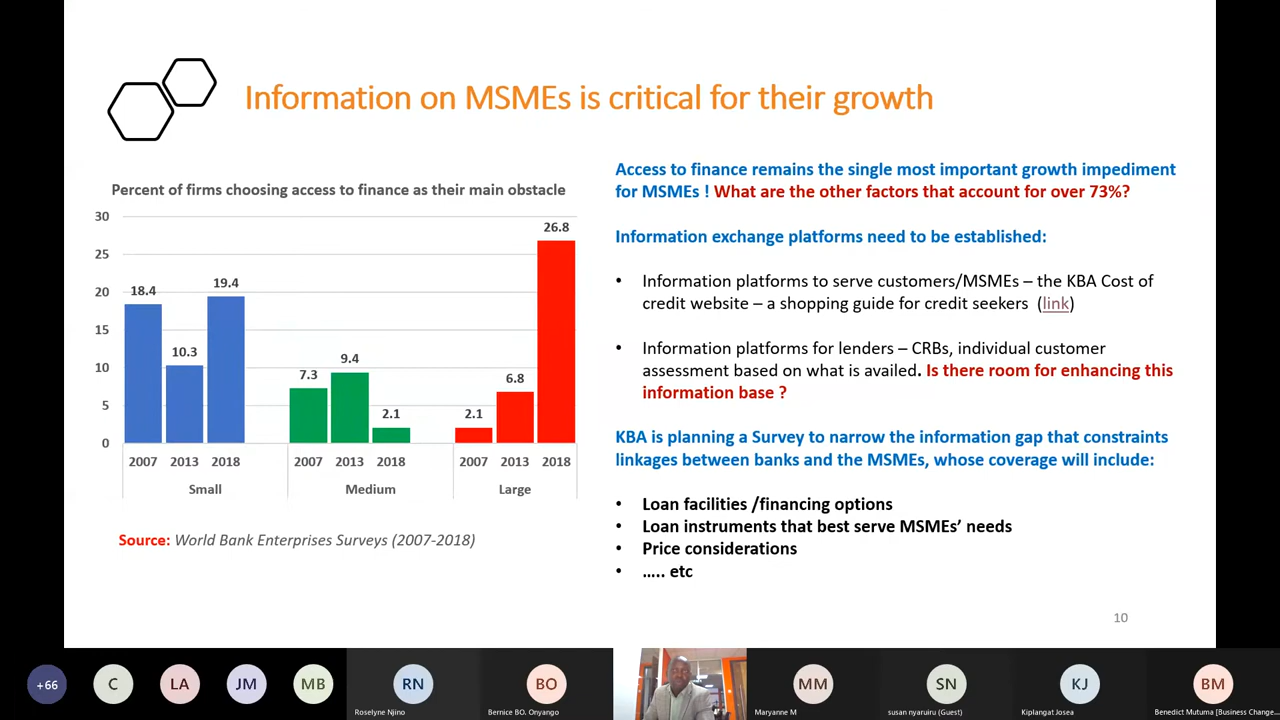 Information on MSMEs is critical for their growth
Percent of firms choosing access to finance as their main obstacle
30
25
20
15
10
5
0
18.4
10.3
19.4
7.3
9.4
2.1
2.1
6.8
26.8
2007 2013 2018 2007 2013 2018 2007 2013 2018
Small Medium Large
Source: World Bank Enterprises Surveys (2007-2018)
Access to finance remains the single most important growth impediment
for MSMEs ! What are the other factors that account for over 73%?
Information exchange platforms need to be established:
• Information platforms to serve customers/MSMEs – the KBA Cost of
credit website – a shopping guide for credit seekers (link)
• Information platforms for lenders – CRBs, individual customer
assessment based on what is availed. Is there room for enhancing this
information base ?
KBA is planning a Survey to narrow the information gap that constraints
linkages between banks and the MSMEs, whose coverage will include:
• Loan facilities /financing options
• Loan instruments that best serve MSMEs’ needs
• Price considerations
• ….. etc
10
+66 C LA JM MB RN BO MM SN KJ BM
Roselyne Njino Bernice BO. Onyango Maryanne M susan nyaruiru (Guest) Kiplangat Josea Benedict Mutuma [Business Change...